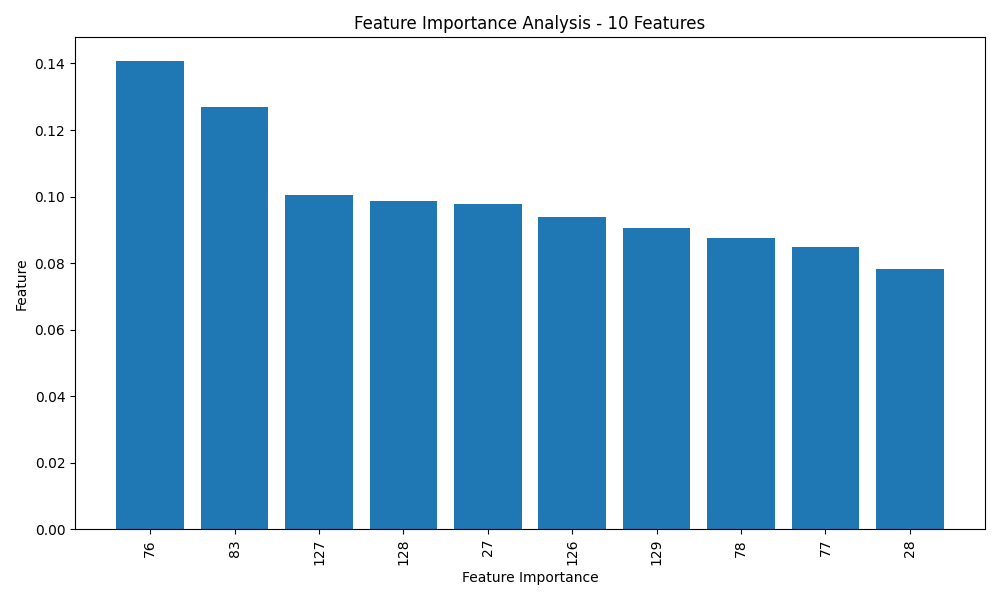 Feature Importance Analysis - 10 Features
Feature
0.14
0.12
0.10
0.08
0.06
0.04
0.02
0.00
76 83 127 128 27 126 129 78 77 28
Feature Importance